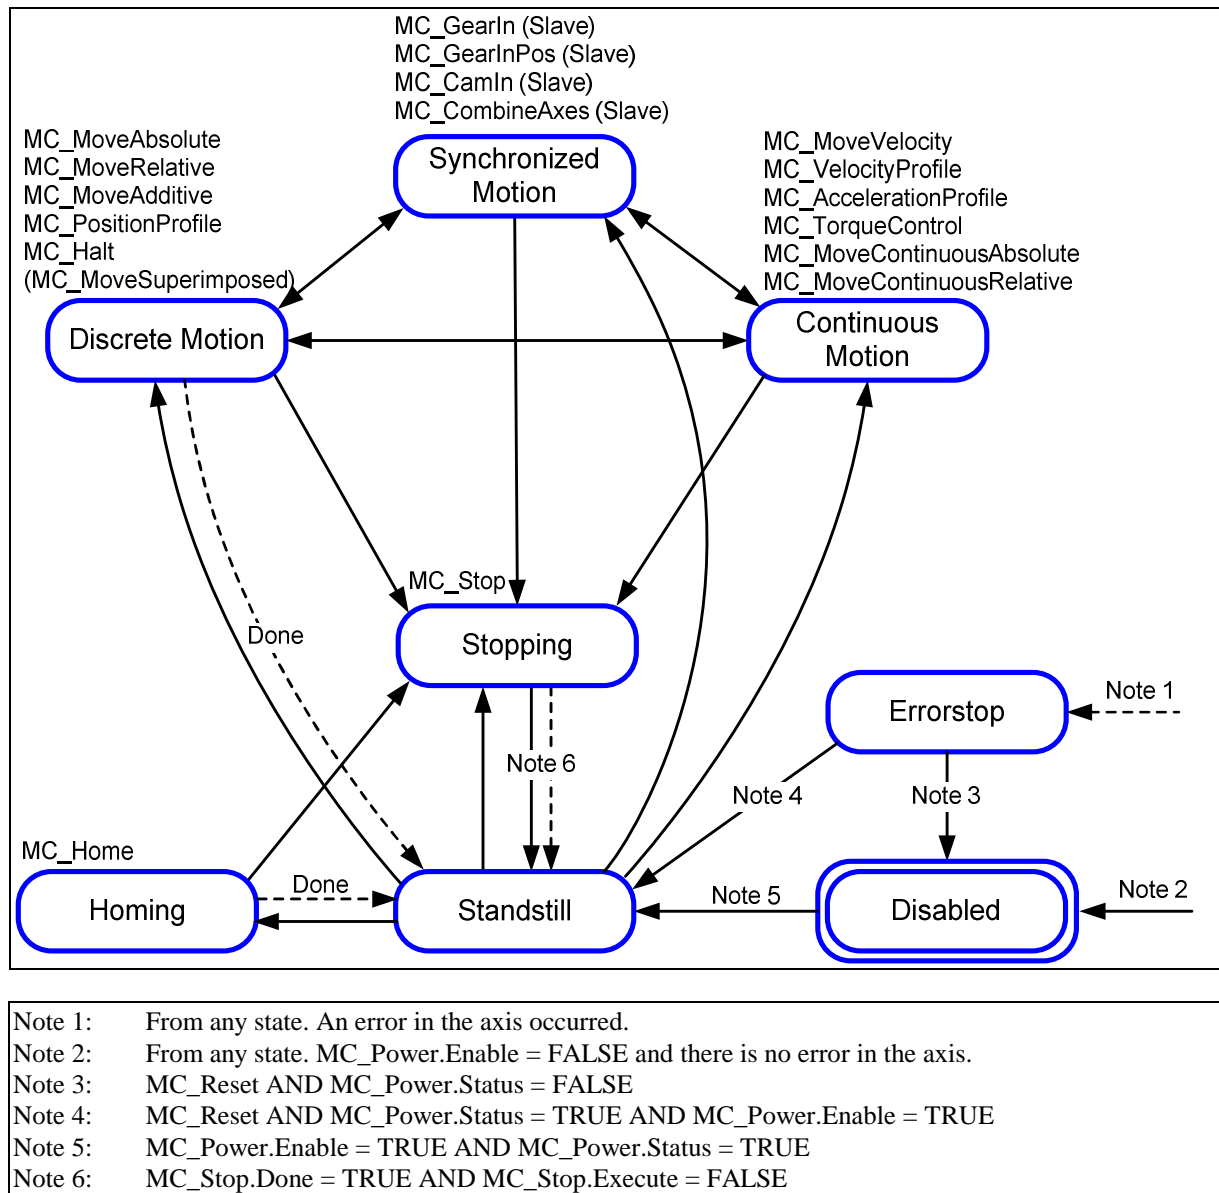 MC_GearIn (Slave)
MC_GearInPos (Slave)
MC_CamIn (Slave)
MC_CombineAxes (Slave)
MC_MoveAbsolute
MC_MoveRelative
MC_MoveAdditive
MC_PositionProfile
MC_Halt
(MC_MoveSuperimposed)
Synchronized
Motion
MC_MoveVelocity
MC_VelocityProfile
MC_AccelerationProfile
MC_TorqueControl
MC_MoveContinuousAbsolute
MC_MoveContinuousRelative
Discrete Motion
Continuous
Motion
MC_Stop
Stopping
Done
Errorstop
Note 1
Note 6
Note 4
Note 3
MC_Home
Homing
Done
Standstill
Note 5
Disabled
Note 2
Note 1: From any state. An error in the axis occurred.
Note 2: From any state. MC_Power.Enable = FALSE and there is no error in the axis.
Note 3: MC_Reset AND MC_Power.Status = FALSE
Note 4: MC_Reset AND MC_Power.Status = TRUE AND MC_Power.Enable = TRUE
Note 5: MC_Power.Enable = TRUE AND MC_Power.Status = TRUE
Note 6: MC_Stop.Done = TRUE AND MC_Stop.Execute = FALSE